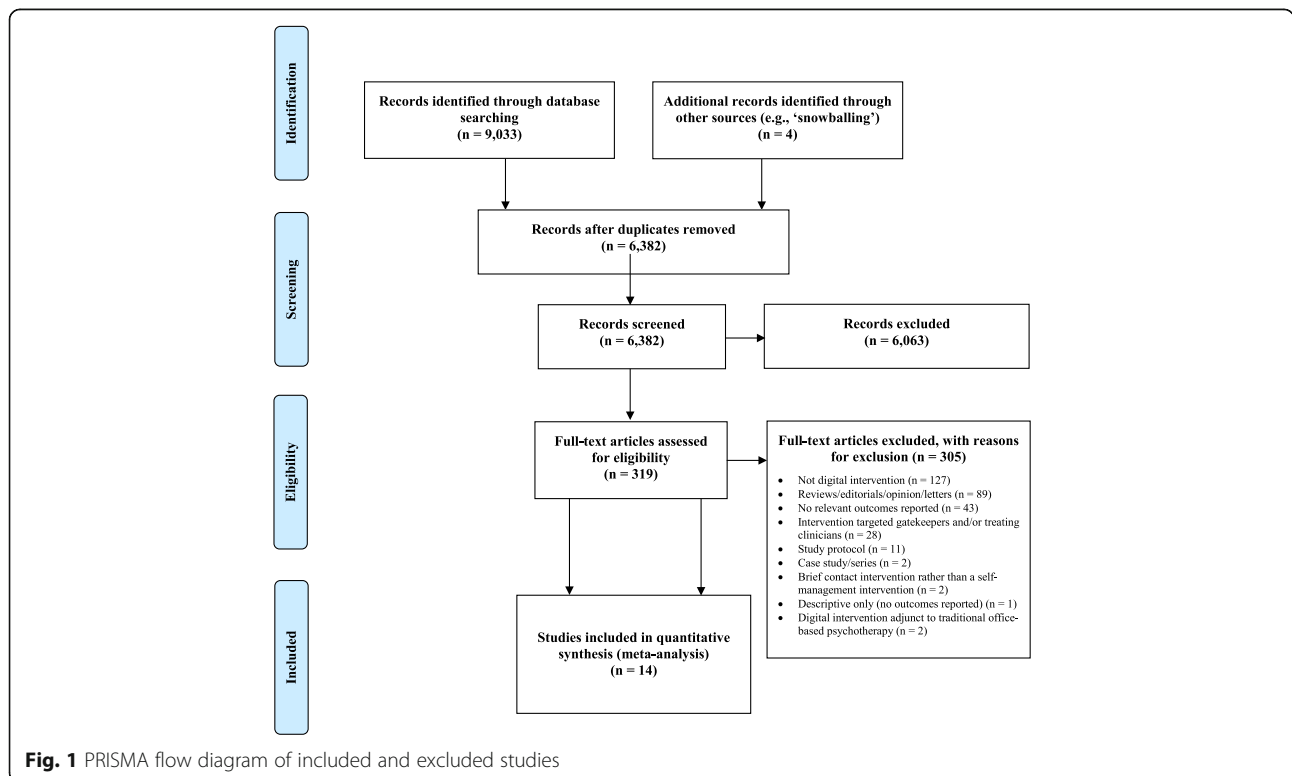 Identification
Records identified through database
searching
(n = 9,033)
Additional records identified through
other sources (e.g., ‘snowballing’)
(n = 4)
Screening
Records after duplicates removed
(n = 6,382)
Records screened
(n = 6,382)
Records excluded
(n = 6,063)
Eligibility
Full-text articles assessed
for eligibility
(n = 319)
Full-text articles excluded, with reasons
for exclusion (n = 305)
• Not digital intervention (n = 127)
• Reviews/editorials/opinion/letters (n = 89)
• No relevant outcomes reported (n = 43)
• Intervention targeted gatekeepers and/or treating
clinicians (n = 28)
• Study protocol (n = 11)
• Case study/series (n = 2)
• Brief contact intervention rather than a self-
management intervention (n = 2)
• Descriptive only (no outcomes reported) (n = 1)
• Digital intervention adjunct to traditional office-
based psychotherapy (n = 2)
Included
Studies included in quantitative
synthesis (meta-analysis)
(n = 14)
Fig. 1 PRISMA flow diagram of included and excluded studies